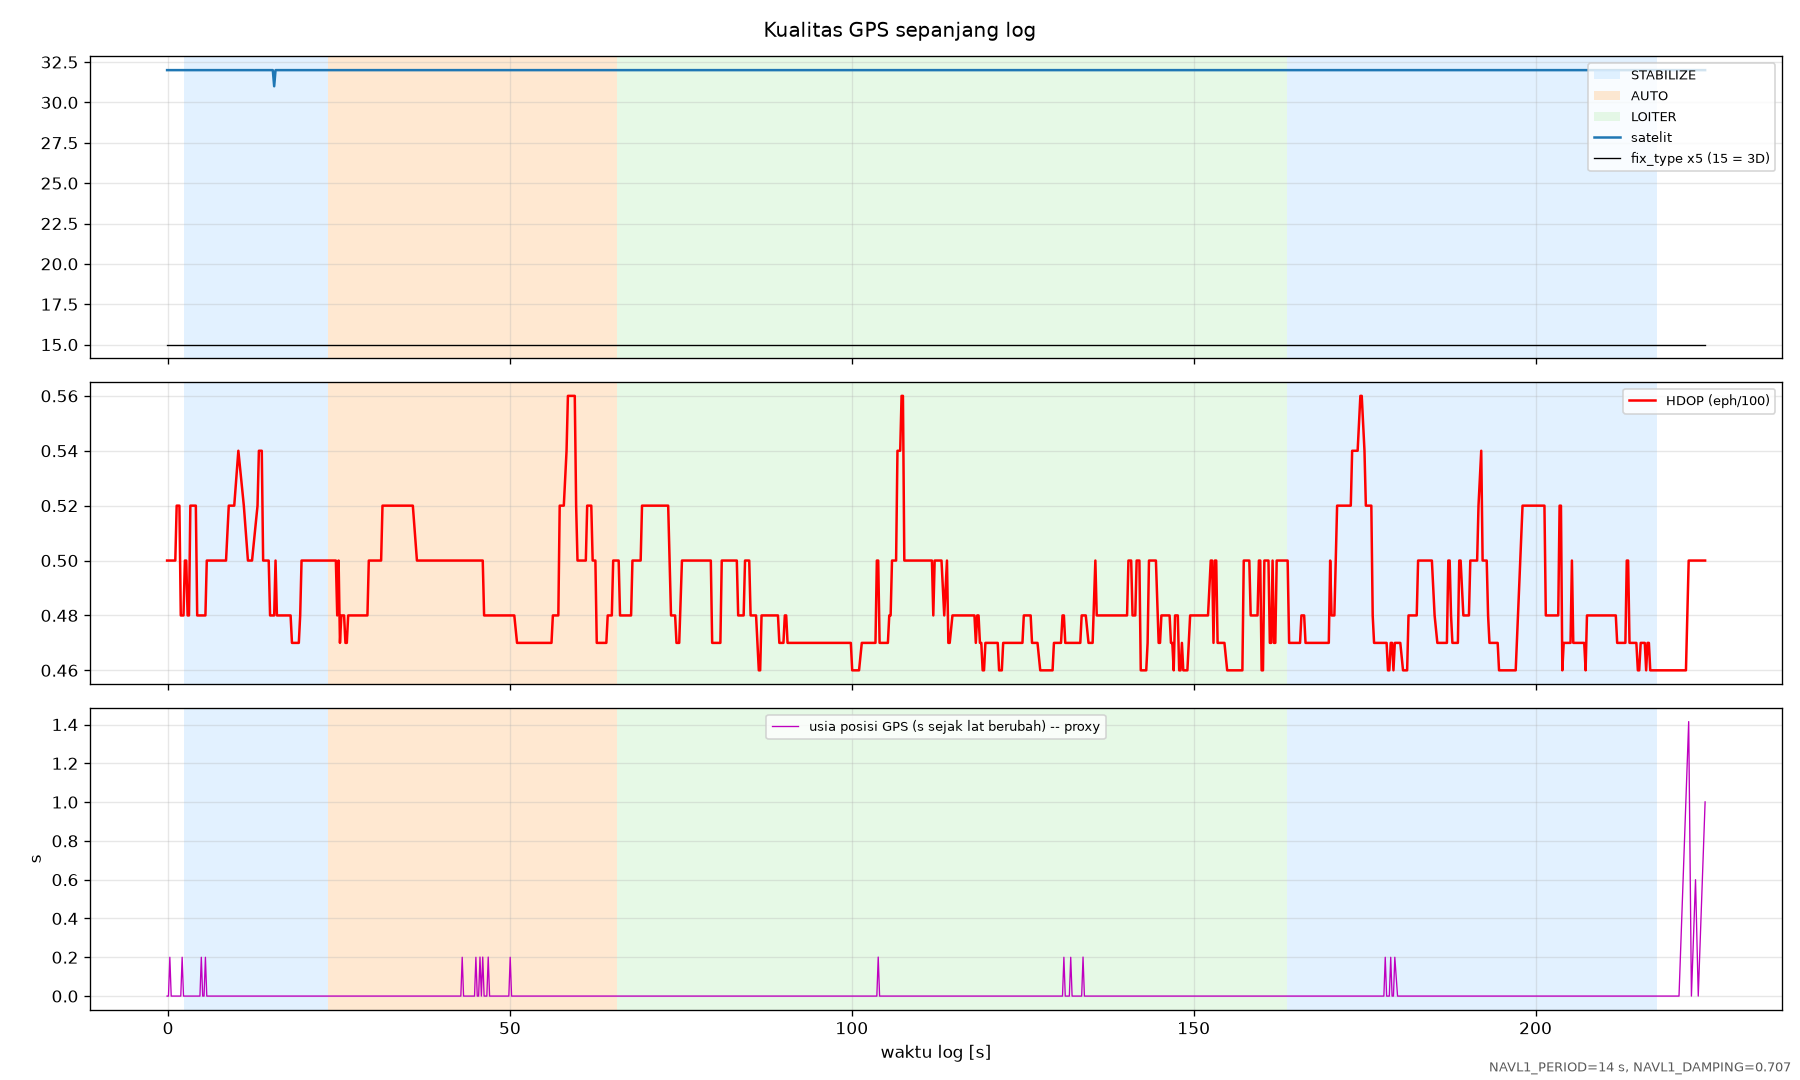 Kualitas GPS sepanjang log
32.5
30.0
27.5
25.0
22.5
20.0
17.5
15.0
STABILIZE
AUTO
LOITER
satelit
fix_type x5 (15 = 3D)
0.56
0.54
0.52
0.50
0.48
0.46
HDOP (eph/100)
1.4
1.2
1.0
0.8
0.6
0.4
0.2
0.0
s
usia posisi GPS (s sejak lat berubah) -- proxy
0 50 100 150 200
waktu log [s]
NAVL1_PERIOD=14 s, NAVL1_DAMPING=0.707